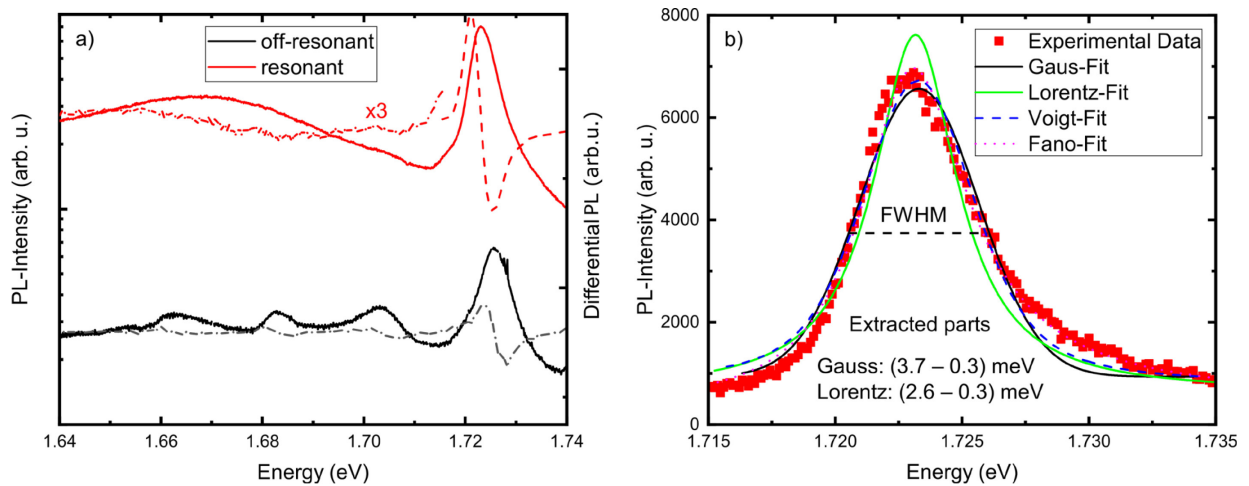 a)
off-resonant
resonant
x3
PL-Intensity (arb. u.)
Differential PL (arb.u.)
1.64
1.66
1.68
1.70
1.72
1.74
Energy (eV)
b)
Experimental Data
Gaus-Fit
Lorentz-Fit
Voigt-Fit
Fano-Fit
FWHM
Extracted parts
Gauss: (3.7 – 0.3) meV
Lorentz: (2.6 – 0.3) meV
PL-Intensity (arb. u.)
8000
6000
4000
2000
0
1.715
1.720
1.725
1.730
1.735
Energy (eV)